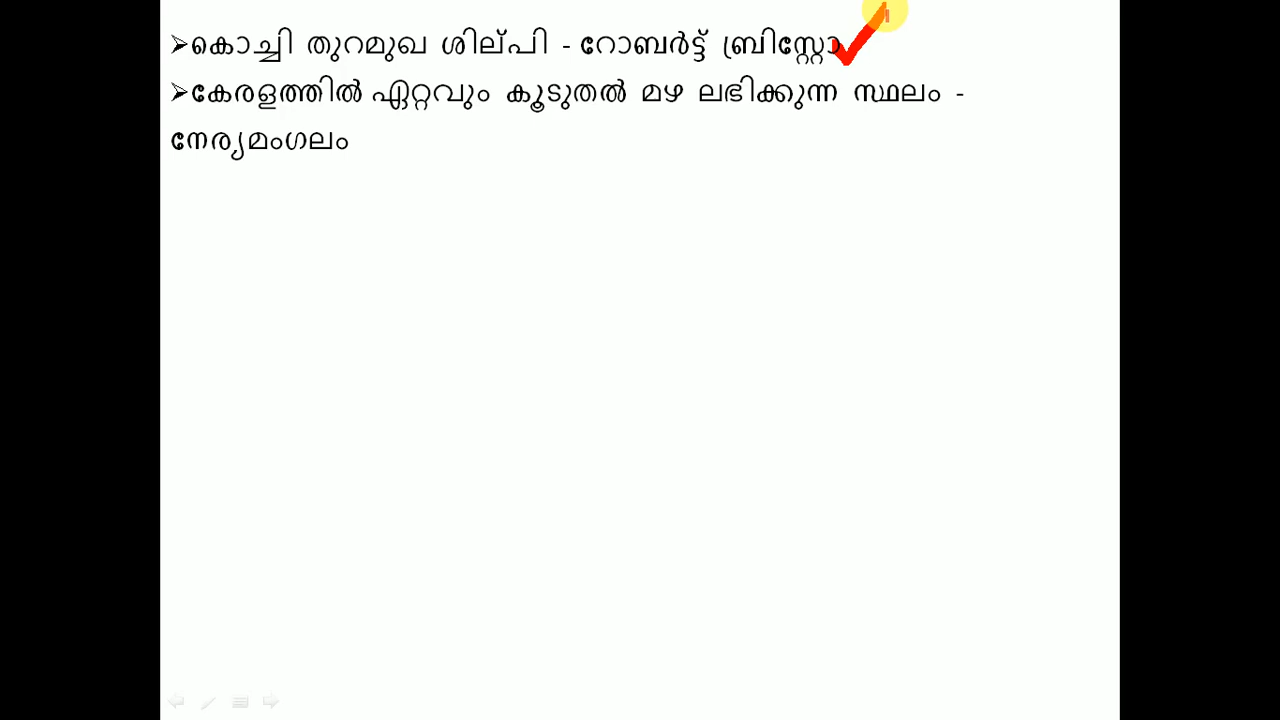 ➢കൊച്ചി തുറമുഖ ശില്പി - റോബർട്ട് ബ്രിസ്റ്റോ
➢കേരളത്തിൽ ഏറ്റവും കൂടുതൽ മഴ ലഭിക്കുന്ന സ്ഥലം -
നേര്യമംഗലം